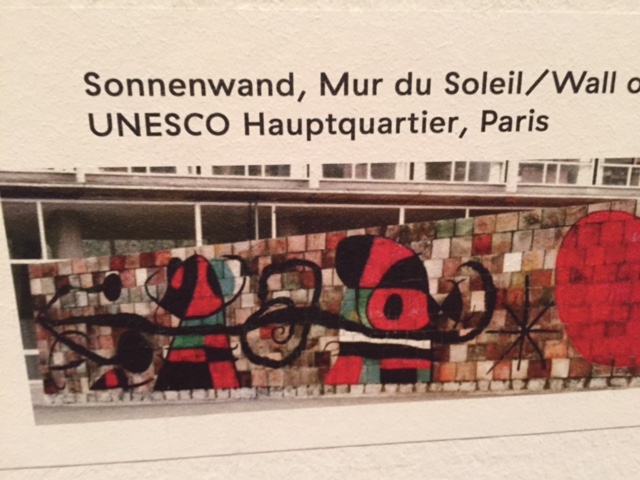 Sonnenwand, Mur du Soleil/Wall o
UNESCO Hauptquartier, Paris